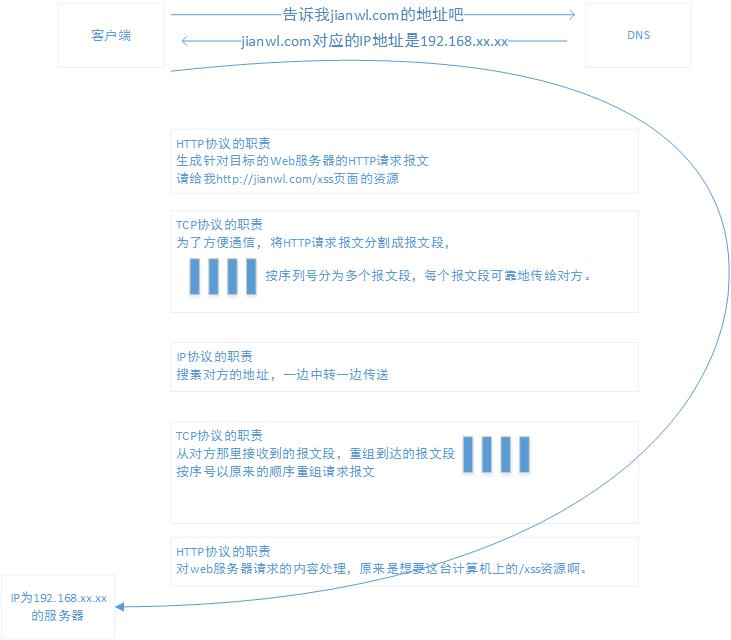 告诉我jianwl.com的地址吧
客户端
DNS
jianwl.com对应的IP地址是192.168.xx.xx
HTTP协议的职责
生成针对目标的Web服务器的HTTP请求报文
请给我http://jianwl.com/xss页面的资源
TCP协议的职责
为了方便通信，将HTTP请求报文分割成报文段，
按序列号分为多个报文段，每个报文段可靠地传给对方。
IP协议的职责
搜素对方的地址，一边中转一边传送
TCP协议的职责
从对方那里接收到的报文段，重组到达的报文段
按序号以原来的顺序重组请求报文
HTTP协议的职责
对web服务器请求的内容处理，原来是想要这台计算机上的/xss资源啊。
IP为192.168.xx.xx
的服务器